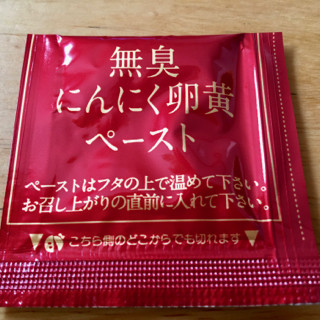 無臭
にんにく卵黄
ペースト
ペーストはフタの上で温めて下さい。
お召し上がりの直前に入れて下さい。
こちら側のどこからでも切れます